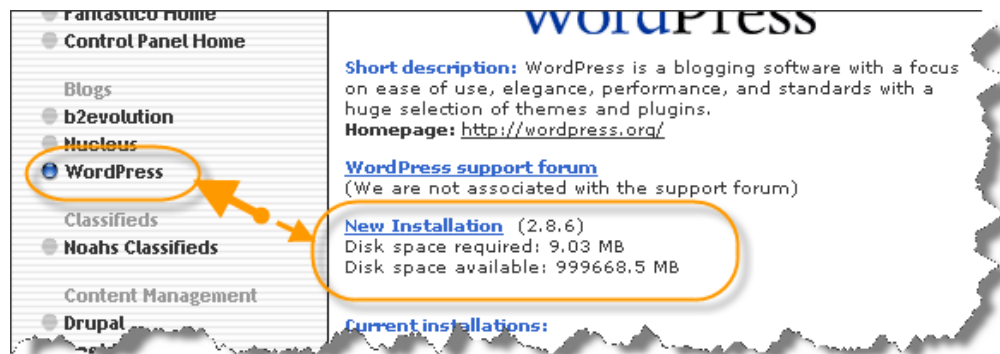 Fantastico Home
Control Panel Home
Blogs
b2evolution
Nucleus
WordPress
Classifieds
Noahs Classifieds
Content Management
Drupal
WordPress
Short description: WordPress is a blogging software with a focus
on ease of use, elegance, performance, and standards with a
huge selection of themes and plugins.
Homepage: http://wordpress.org/
WordPress support forum
(We are not associated with the support forum)
New Installation (2.8.6)
Disk space required: 9.03 MB
Disk space available: 999668.5 MB
Current installations: